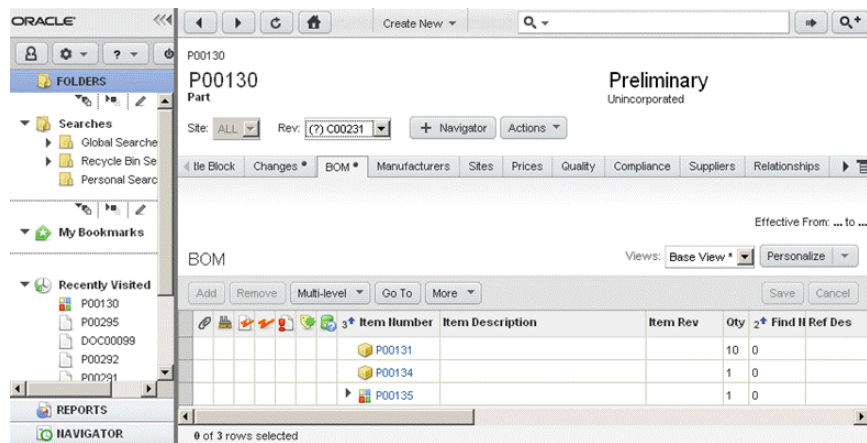 ORACLE
Create New
?
FOLDERS
Searches
Global Searche
Recycle Bin Se
Personal Searc
My Bookmarks
Recently Visited
P00130
P00295
DOC00099
P00292
P00291
REPORTS
NAVIGATOR
P00130
P00130
Preliminary
Part
Unincorporated
Site: ALL Rev: (?) C00231 + Navigator Actions
tle Block Changes • BOM • Manufacturers Sites Prices Quality Compliance Suppliers Relationships
Effective From: ... to ...
BOM Views: Base View * Personalize
Add Remove Multi-level Go To More Save Cancel
3 Item Number Item Description Item Rev Qty 2 Find N Ref Des
P00131 10 0
P00134 1 0
P00135 1 0
0 of 3 rows selected